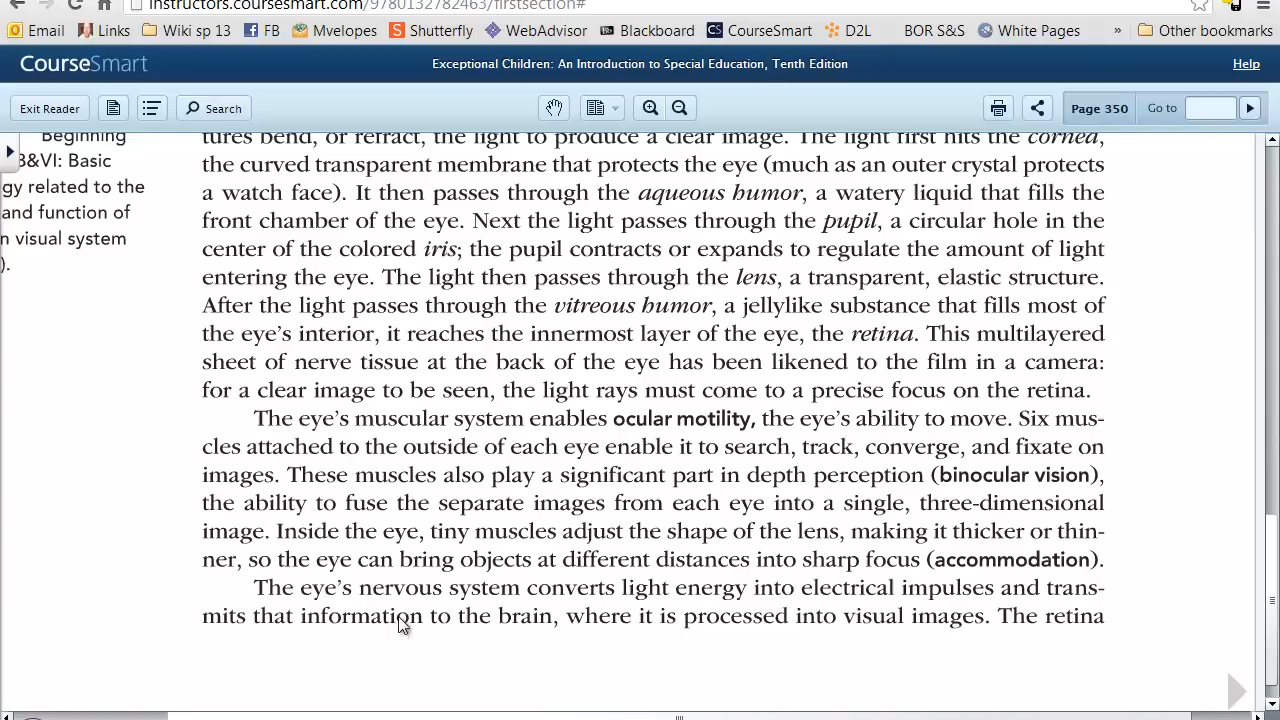 instructors.coursesmart.com/9780132782463/firstsection#
Email Links Wiki sp 13 FB Mvelopes Shutterfly WebAdvisor Blackboard CourseSmart D2L BOR S&S White Pages » Other bookmarks
CourseSmart Exceptional Children: An Introduction to Special Education, Tenth Edition Help
Exit Reader Search Page 350 Go to
Beginning
B&VI: Basic
gy related to the
and function of
n visual system
).
tures bend, or refract, the light to produce a clear image. The light first hits the cornea,
the curved transparent membrane that protects the eye (much as an outer crystal protects
a watch face). It then passes through the aqueous humor, a watery liquid that fills the
front chamber of the eye. Next the light passes through the pupil, a circular hole in the
center of the colored iris; the pupil contracts or expands to regulate the amount of light
entering the eye. The light then passes through the lens, a transparent, elastic structure.
After the light passes through the vitreous humor, a jellylike substance that fills most of
the eye's interior, it reaches the innermost layer of the eye, the retina. This multilayered
sheet of nerve tissue at the back of the eye has been likened to the film in a camera:
for a clear image to be seen, the light rays must come to a precise focus on the retina.
The eye's muscular system enables ocular motility, the eye's ability to move. Six mus-
cles attached to the outside of each eye enable it to search, track, converge, and fixate on
images. These muscles also play a significant part in depth perception (binocular vision),
the ability to fuse the separate images from each eye into a single, three-dimensional
image. Inside the eye, tiny muscles adjust the shape of the lens, making it thicker or thin-
ner, so the eye can bring objects at different distances into sharp focus (accommodation).
The eye's nervous system converts light energy into electrical impulses and trans-
mits that information to the brain, where it is processed into visual images. The retina